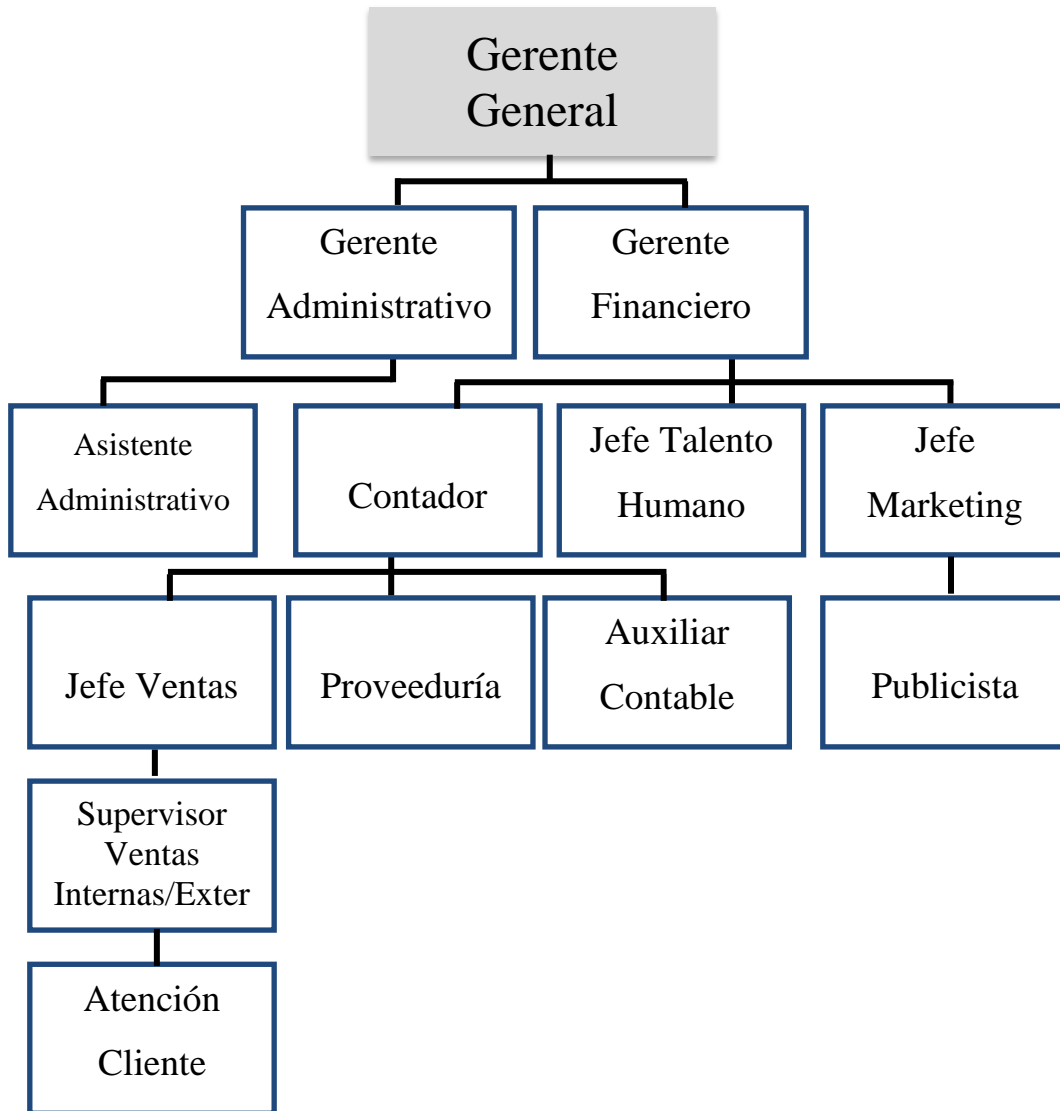 Gerente
General
Gerente
Administrativo
Gerente
Financiero
Asistente
Administrativo
Contador
Jefe Talento
Humano
Jefe
Marketing
Jefe Ventas
Proveeduría
Auxiliar
Contable
Publicista
Supervisor
Ventas
Internas/Exter
Atención
Cliente